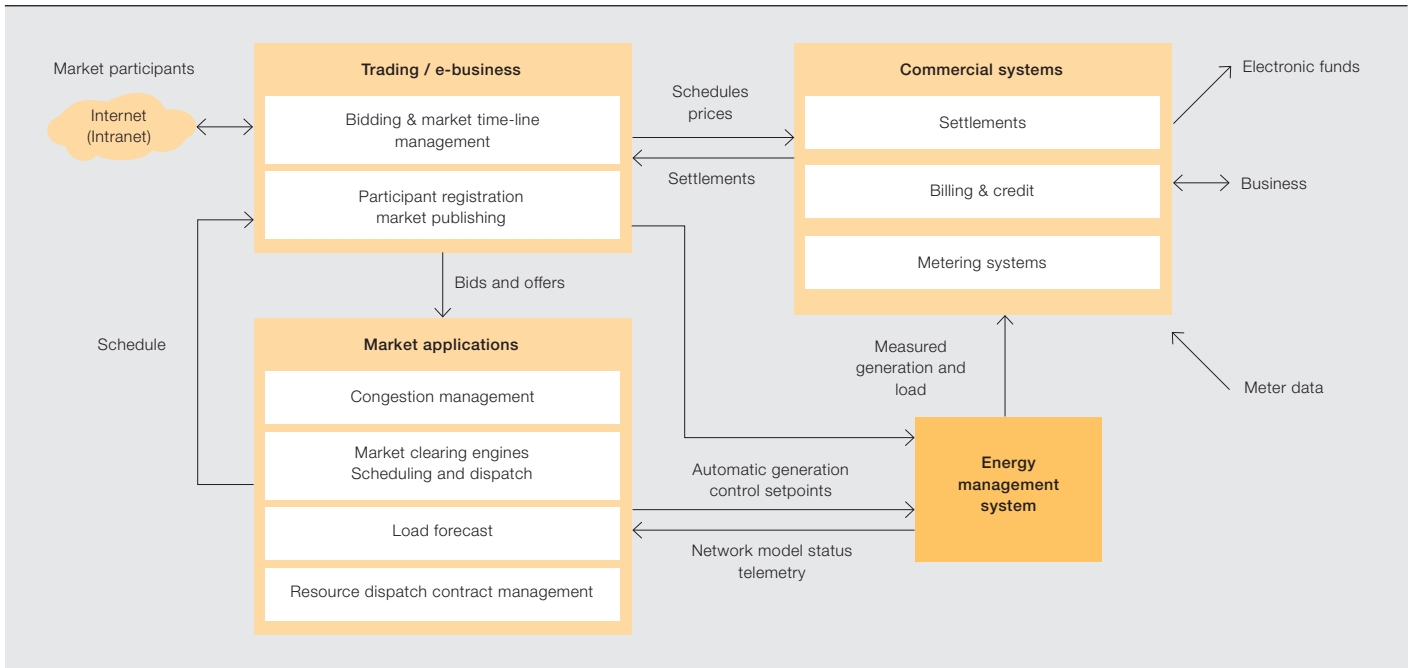 Market participants
Internet
(Intranet)
Trading / e-business
Bidding & market time-line
management
Participant registration
market publishing
Schedules
prices
Settlements
Commercial systems
Settlements
Billing & credit
Metering systems
Electronic funds
Business
Meter data
Bids and offers
Schedule
Market applications
Congestion management
Market clearing engines
Scheduling and dispatch
Load forecast
Resource dispatch contract management
Measured
generation and
load
Automatic generation
control setpoints
Network model status
telemetry
Energy
management
system